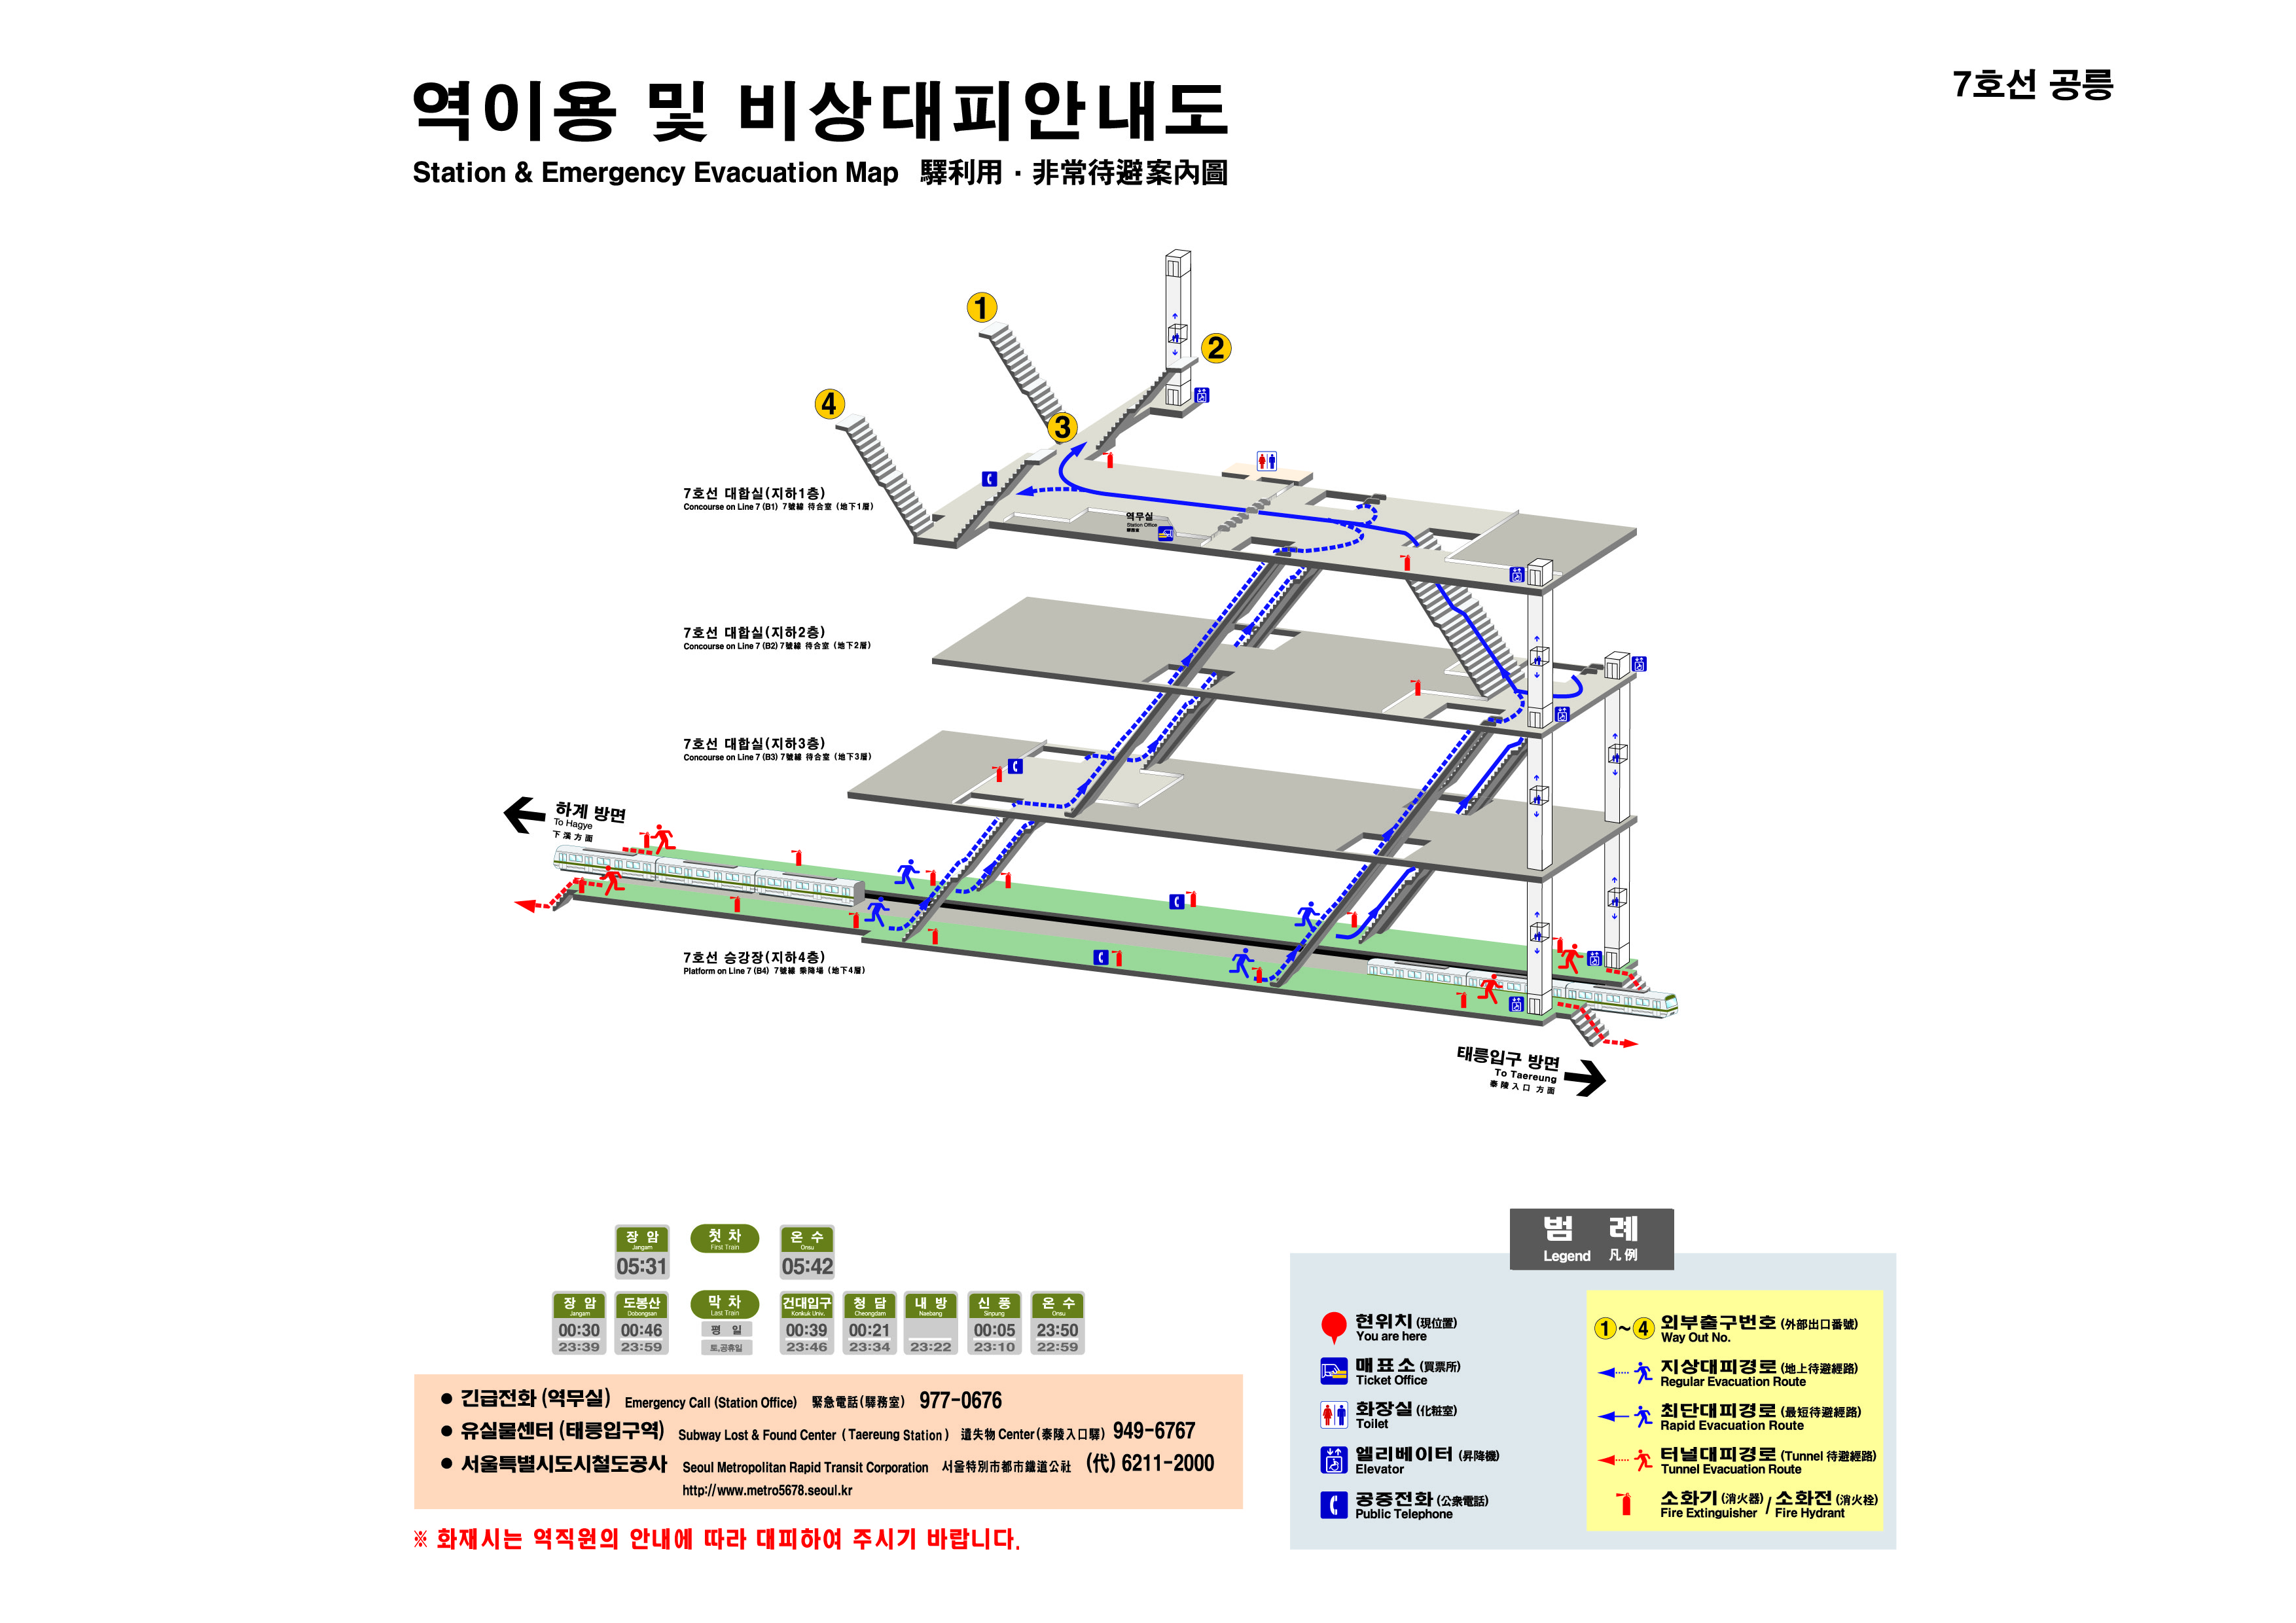 역이용 및 비상대피안내도
Station & Emergency Evacuation Map 驛利用 · 非常待避案內圖
7호선 공릉
1
2
3
4
7호선 대합실(지하1층)
Concourse on Line 7 (B1) 7號線 待合室 (地下1層)
역무실
Station Office
驛務室
7호선 대합실(지하2층)
Concourse on Line 7 (B2) 7號線 待合室 (地下2層)
7호선 대합실(지하3층)
Concourse on Line 7 (B3) 7號線 待合室 (地下3層)
하계 방면
To Hagye
下溪方面
7호선 승강장(지하4층)
Platform on Line 7 (B4) 7號線 乘降場 (地下4層)
태릉입구 방면
To Taereung
泰陵入口 方面
장 암
Jangam
05:31
첫 차
First Train
온 수
Onsu
05:42
장 암
Jangam
00:30
23:39
도봉산
Dobongsan
00:46
23:59
막 차
Last Train
평 일
토,공휴일
건대입구
Konkuk Univ.
00:39
23:46
청 담
Cheongdam
00:21
23:34
내 방
Naebang
23:22
신 풍
Sinpung
00:05
23:10
온 수
Onsu
23:50
22:59
● 긴급전화 (역무실) Emergency Call (Station Office) 緊急電話(驛務室) 977-0676
● 유실물센터 (태릉입구역) Subway Lost & Found Center (Taereung Station) 遺失物 Center(泰陵入口驛) 949-6767
● 서울특별시도시철도공사 Seoul Metropolitan Rapid Transit Corporation 서울特別市都市鐵道公社 (代) 6211-2000
http://www.metro5678.seoul.kr
※ 화재시는 역직원의 안내에 따라 대피하여 주시기 바랍니다.
범 례
Legend 凡例
현위치 (現位置)
You are here
매표소 (買票所)
Ticket Office
화장실 (化粧室)
Toilet
엘리베이터 (昇降機)
Elevator
공중전화 (公衆電話)
Public Telephone
1~4 외부출구번호 (外部出口番號)
Way Out No.
지상대피경로 (地上待避經路)
Regular Evacuation Route
최단대피경로 (最短待避經路)
Rapid Evacuation Route
터널대피경로 (Tunnel 待避經路)
Tunnel Evacuation Route
소화기 (消火器) / 소화전 (消火栓)
Fire Extinguisher / Fire Hydrant